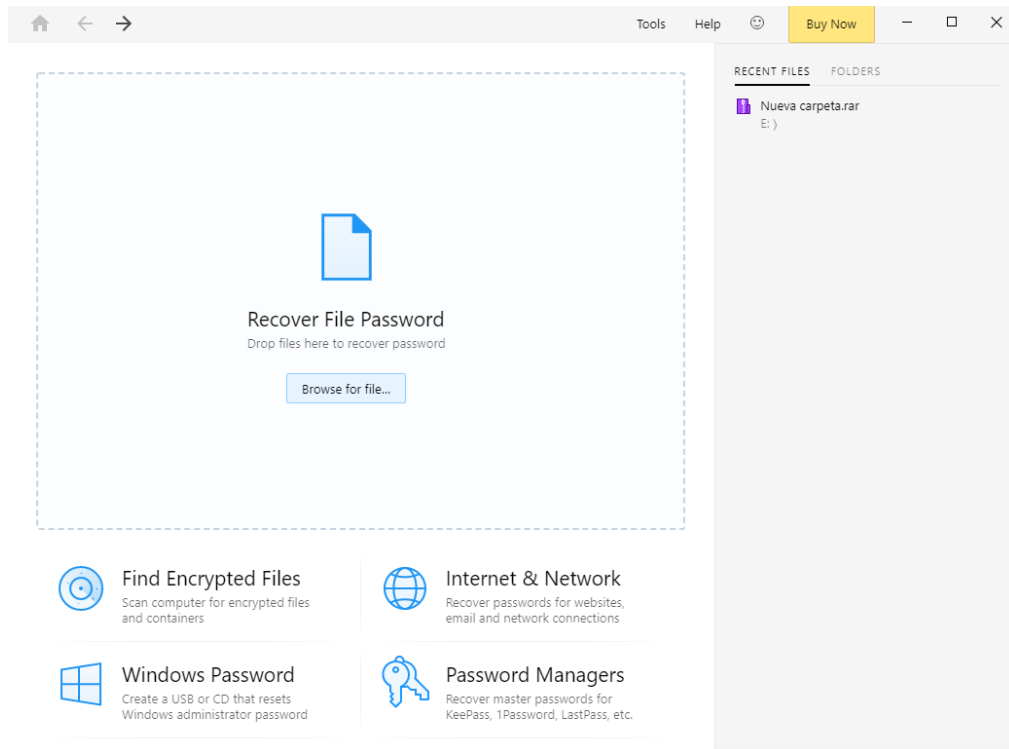 Tools Help Buy Now
RECENT FILES FOLDERS
Nueva carpeta.rar
E: ⟩
Recover File Password
Drop files here to recover password
Browse for file...
Find Encrypted Files
Scan computer for encrypted files
and containers
Internet & Network
Recover passwords for websites,
email and network connections
Windows Password
Create a USB or CD that resets
Windows administrator password
Password Managers
Recover master passwords for
KeePass, 1Password, LastPass, etc.